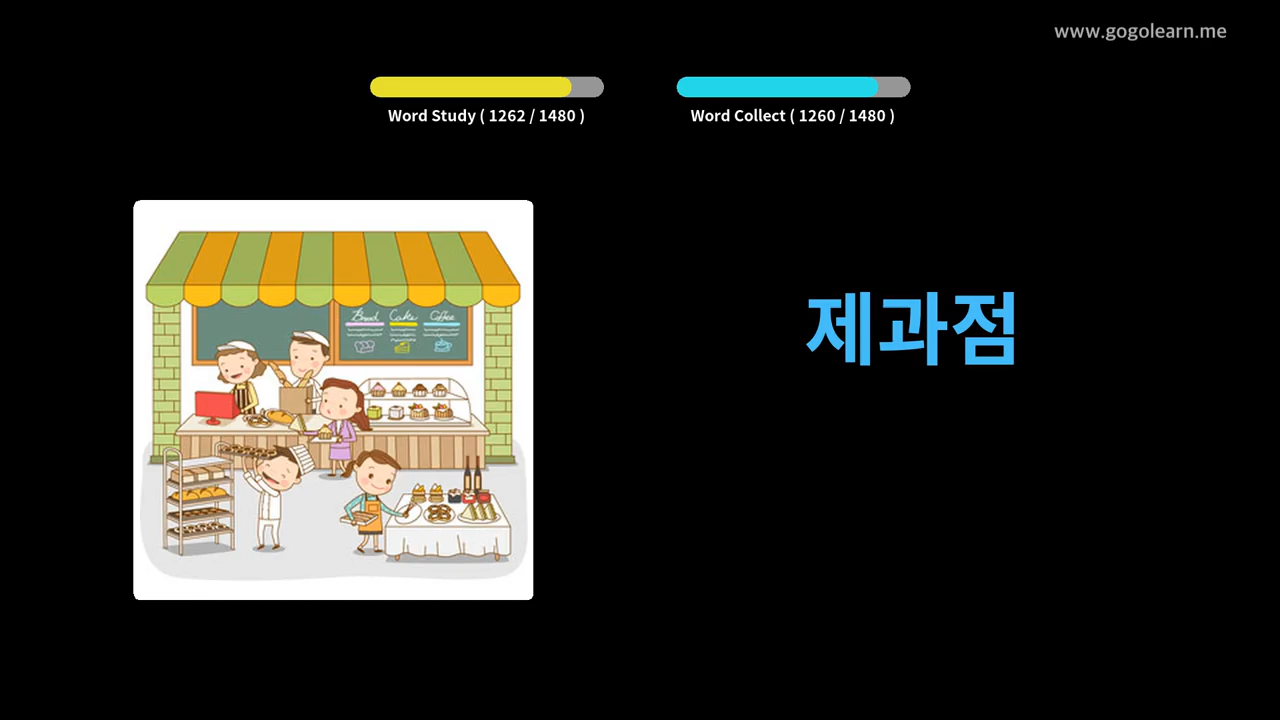 www.gogolearn.me
Word Study ( 1262 / 1480 )
Word Collect ( 1260 / 1480 )
Bread Cake Coffee
제과점